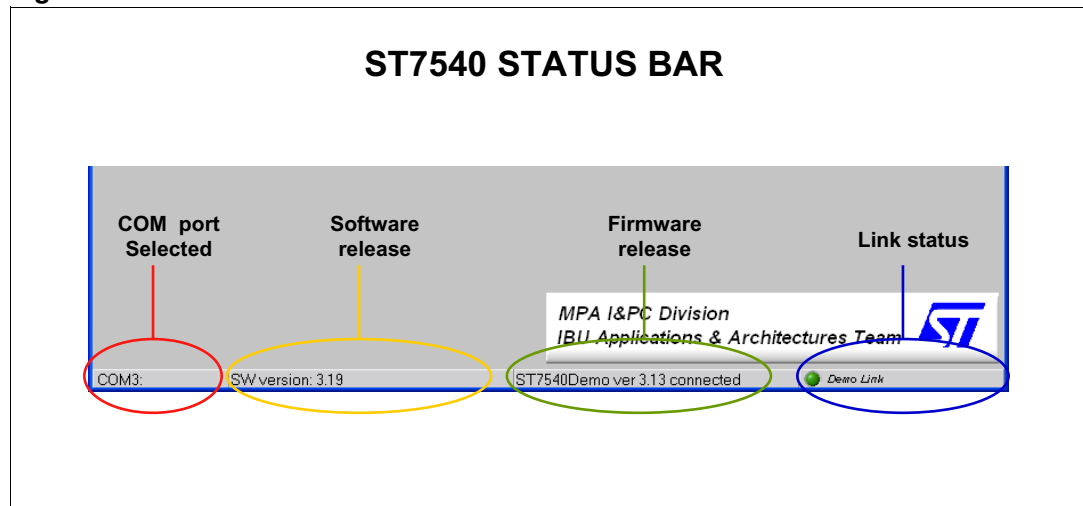 ST7540 STATUS BAR
COM port
Selected
Software
release
Firmware
release
Link status
MPA I&PC Division
IBU Applications & Architectures Team
ST
COM3:
SW version: 3.19
ST7540Demo ver 3.13 connected
Demo Link